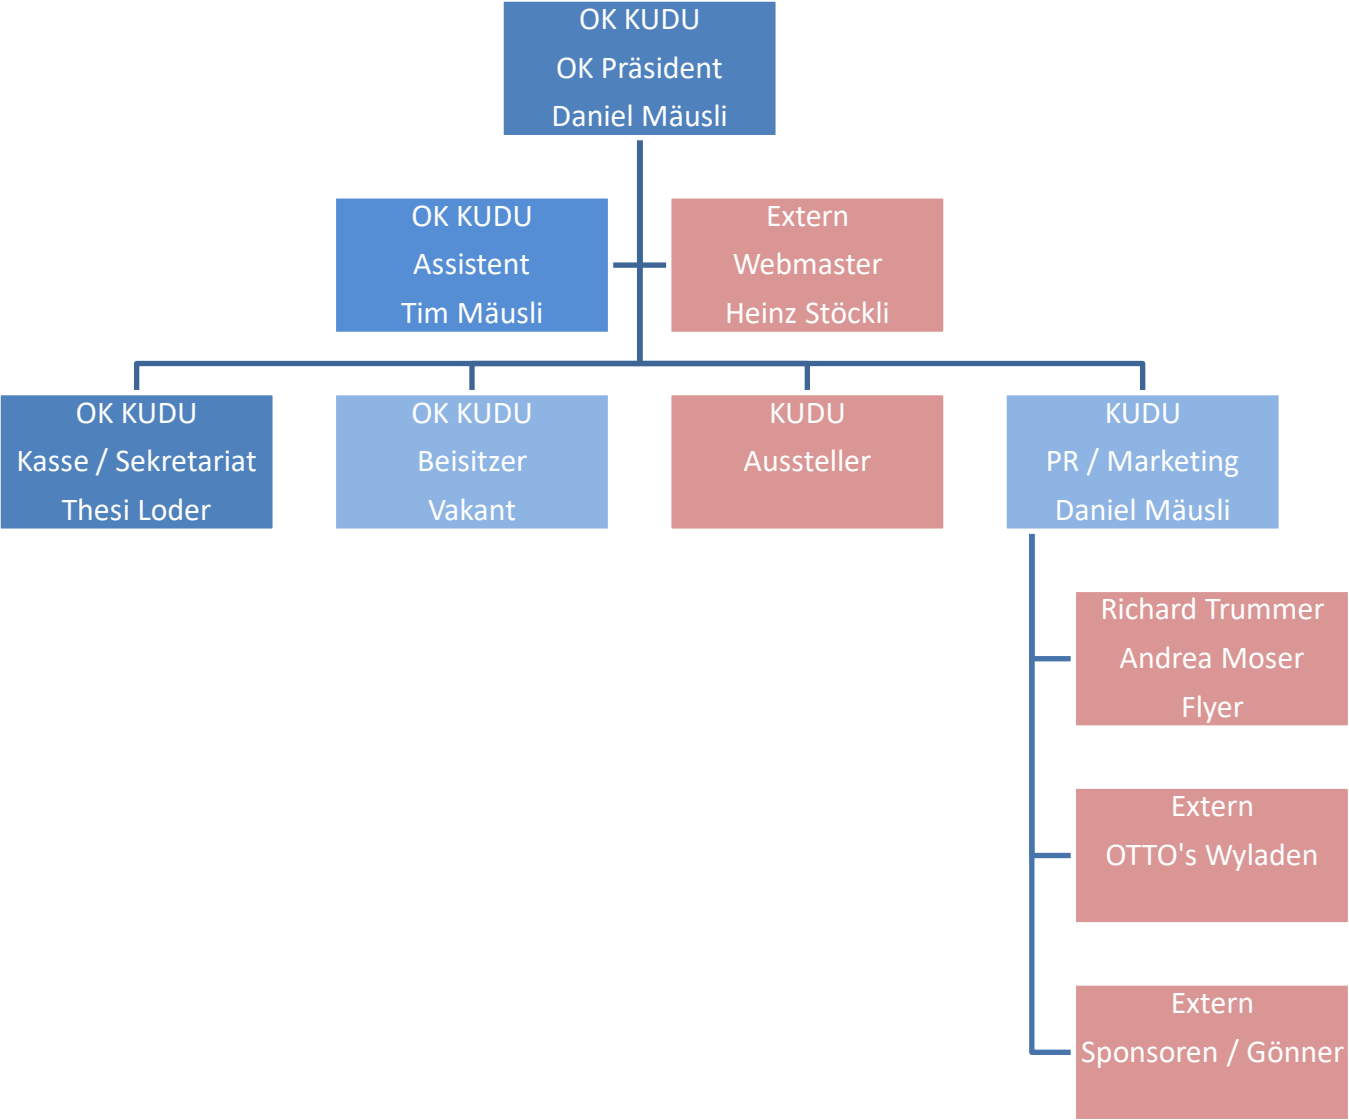 OK KUDU
OK Präsident
Daniel Mäusli
OK KUDU
Assistent
Tim Mäusli
Extern
Webmaster
Heinz Stöckli
OK KUDU
Kasse / Sekretariat
Thesi Loder
OK KUDU
Beisitzer
Vakant
KUDU
Aussteller
KUDU
PR / Marketing
Daniel Mäusli
Richard Trummer
Andrea Moser
Flyer
Extern
OTTO's Wyladen
Extern
Sponsoren / Gönner